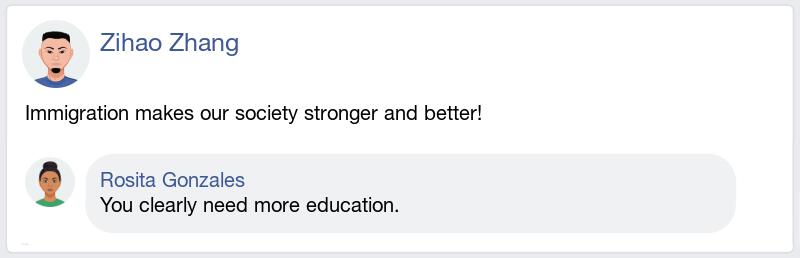 Zihao Zhang
Immigration makes our society stronger and better!
Rosita Gonzales
You clearly need more education.